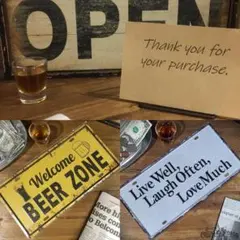 OPEN
Thank you for
your purchase.
Welcome
BEER ZONE
Live Well,
Laugh Often,
Love Much